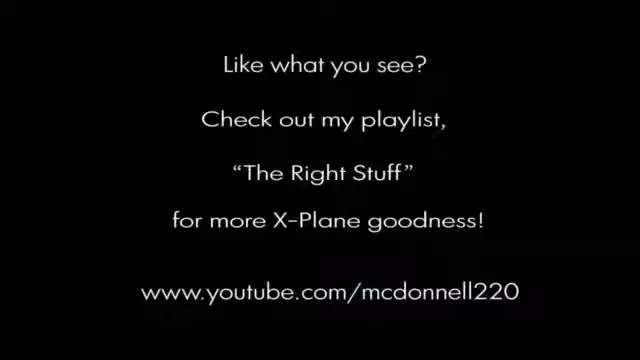 Like what you see?
Check out my playlist,
“The Right Stuff”
for more X-Plane goodness!
www.youtube.com/mcdonnell220